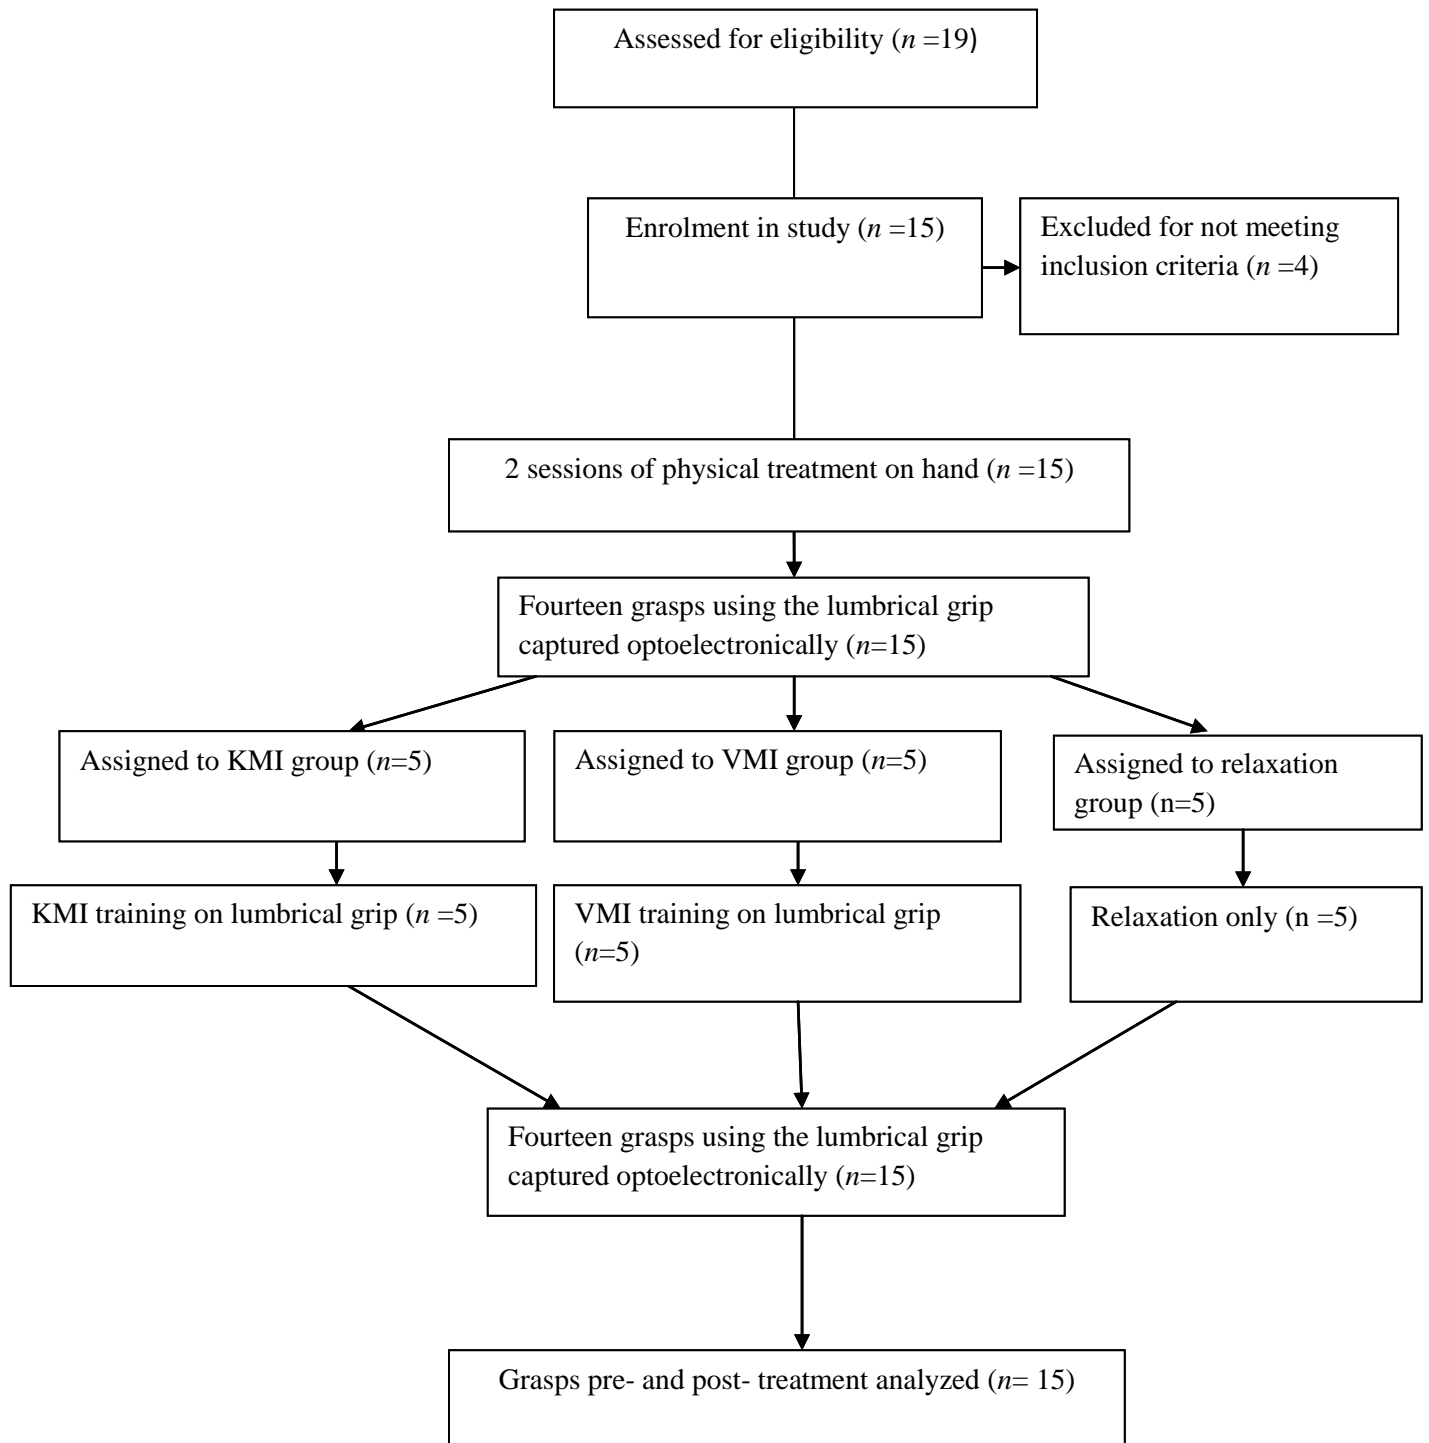 Assessed for eligibility (n =19)
Enrolment in study (n =15)
Excluded for not meeting
inclusion criteria (n =4)
2 sessions of physical treatment on hand (n =15)
Fourteen grasps using the lumbrical grip
captured optoelectronically (n=15)
Assigned to KMI group (n=5)
Assigned to VMI group (n=5)
Assigned to relaxation
group (n=5)
KMI training on lumbrical grip (n =5)
VMI training on lumbrical grip
(n=5)
Relaxation only (n =5)
Fourteen grasps using the lumbrical grip
captured optoelectronically (n=15)
Grasps pre- and post- treatment analyzed (n= 15)